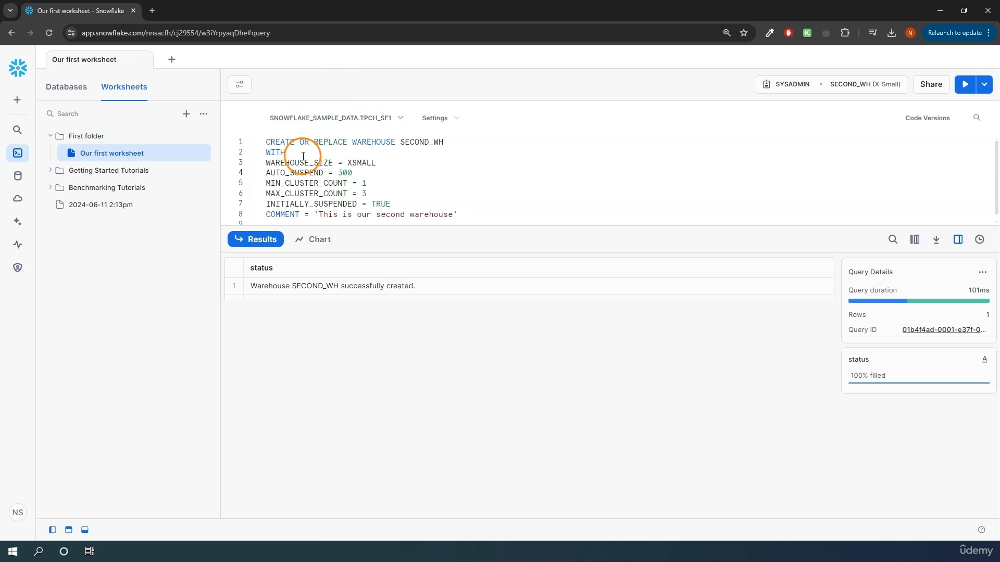 Our first worksheet - Snowflake
app.snowflake.com/nnsacfh/cj29554/w3iYrpyaqDhe#query
N
Relaunch to update
Our first worksheet
Databases
Worksheets
SYSADMIN • SECOND_WH (X-Small)
Share
Search
SNOWFLAKE_SAMPLE_DATA.TPCH_SF1
Settings
Code Versions
First folder
Our first worksheet
Getting Started Tutorials
Benchmarking Tutorials
2024-06-11 2:13pm
1 CREATE OR REPLACE WAREHOUSE SECOND_WH
2 WITH
3 WAREHOUSE_SIZE = XSMALL
4 AUTO_SUSPEND = 300
5 MIN_CLUSTER_COUNT = 1
6 MAX_CLUSTER_COUNT = 3
7 INITIALLY_SUSPENDED = TRUE
8 COMMENT = 'This is our second warehouse'
9
Results
Chart
status
1 Warehouse SECOND_WH successfully created.
Query Details
Query duration 101ms
Rows 1
Query ID 01b4f4ad-0001-e37f-0...
status A
100% filled
NS
udemy